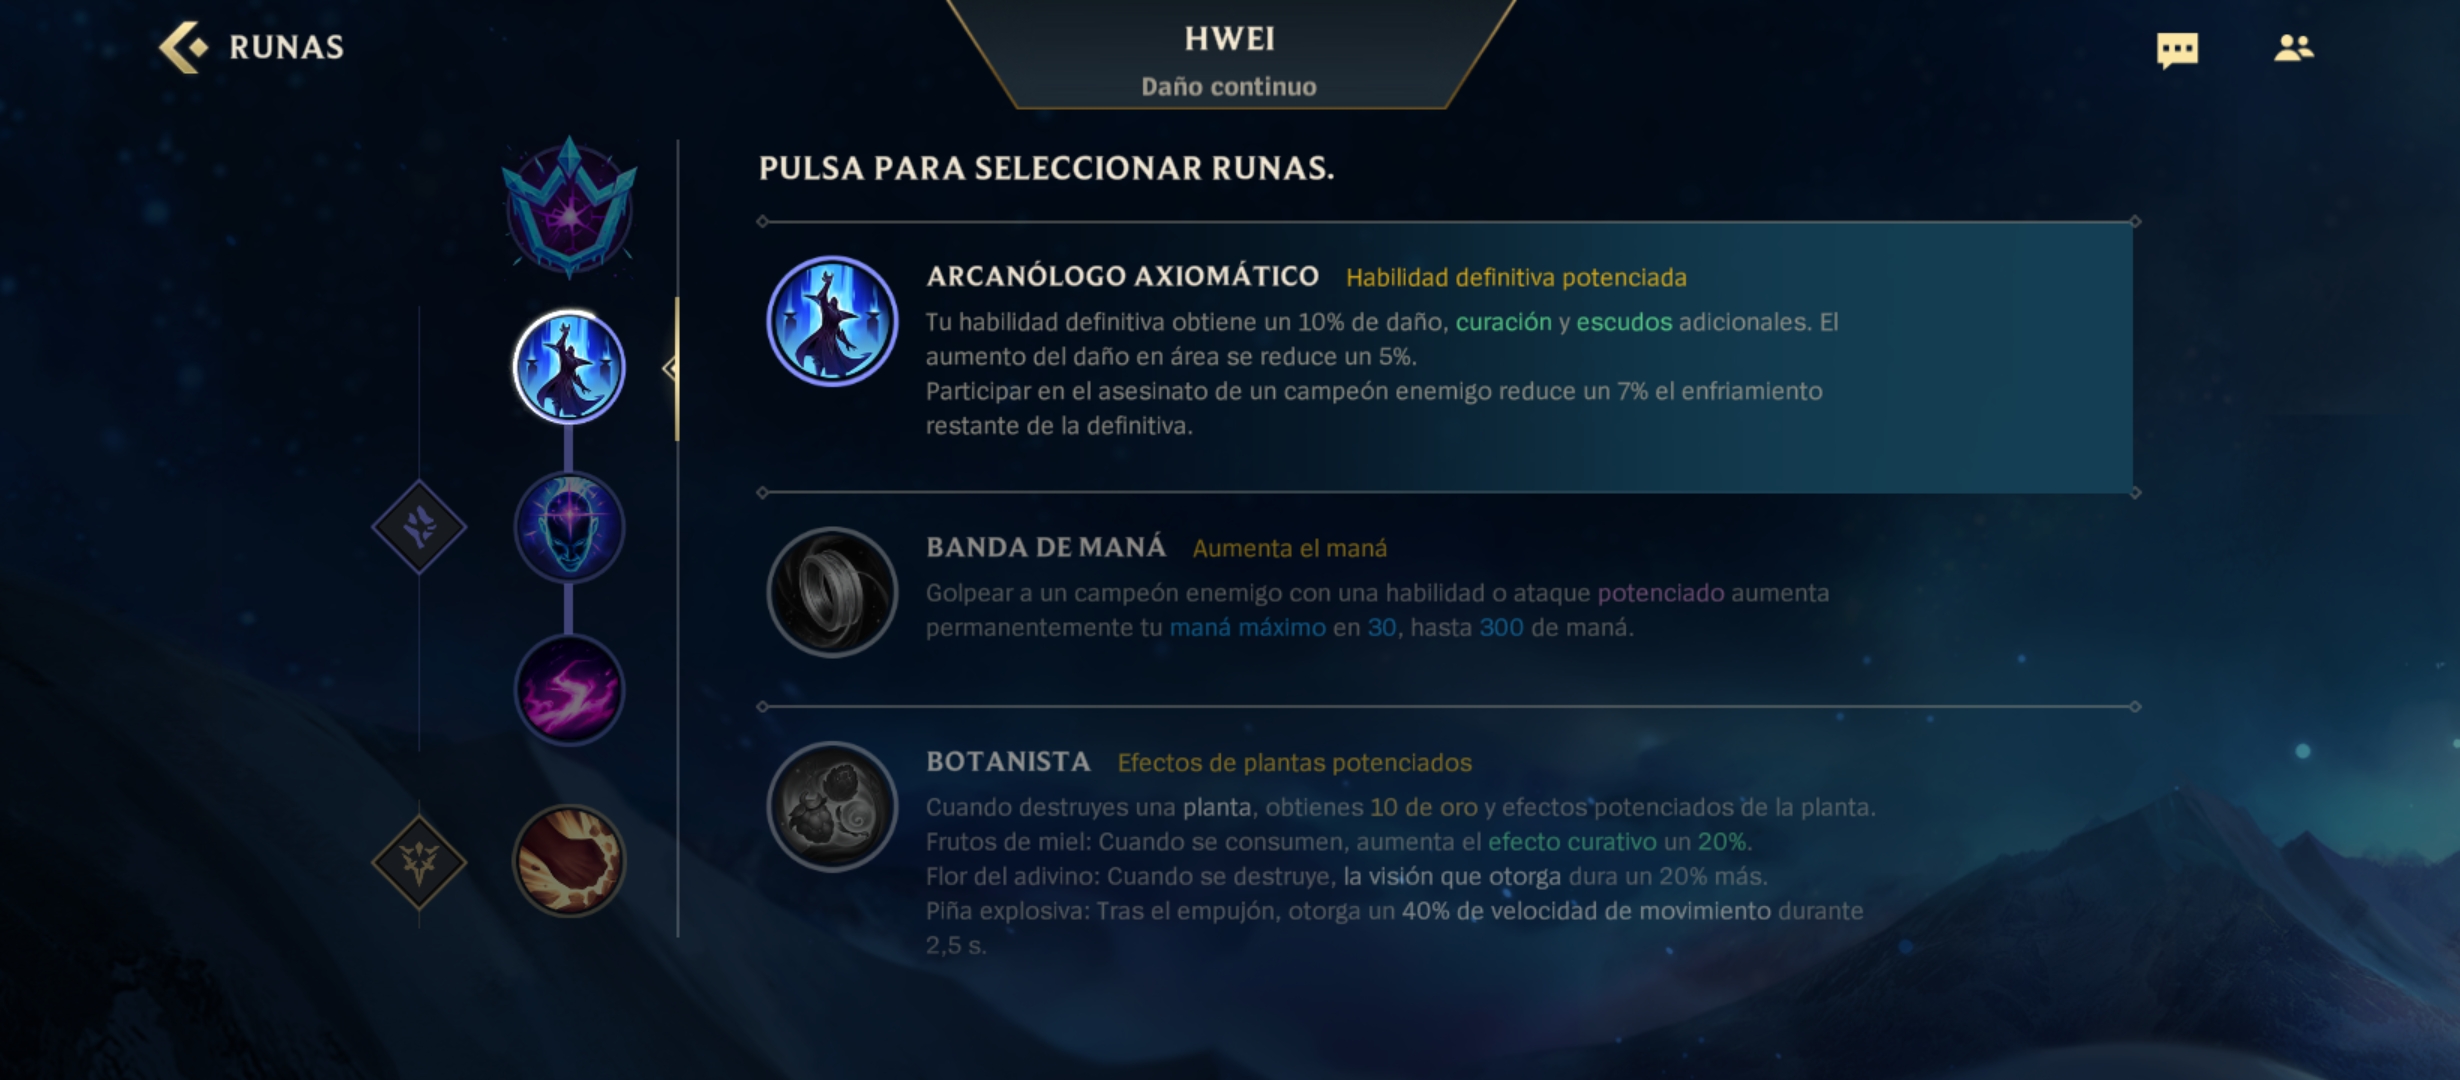 RUNAS
HWEI
Daño continuo
PULSA PARA SELECCIONAR RUNAS.
ARCANÓLOGO AXIOMÁTICO Habilidad definitiva potenciada
Tu habilidad definitiva obtiene un 10% de daño, curación y escudos adicionales. El
aumento del daño en área se reduce un 5%.
Participar en el asesinato de un campeón enemigo reduce un 7% el enfriamiento
restante de la definitiva.
BANDA DE MANÁ Aumenta el maná
Golpear a un campeón enemigo con una habilidad o ataque potenciado aumenta
permanentemente tu maná máximo en 30, hasta 300 de maná.
BOTANISTA Efectos de plantas potenciados
Cuando destruyes una planta, obtienes 10 de oro y efectos potenciados de la planta.
Frutos de miel: Cuando se consumen, aumenta el efecto curativo un 20%.
Flor del adivino: Cuando se destruye, la visión que otorga dura un 20% más.
Piña explosiva: Tras el empujón, otorga un 40% de velocidad de movimiento durante
2,5 s.